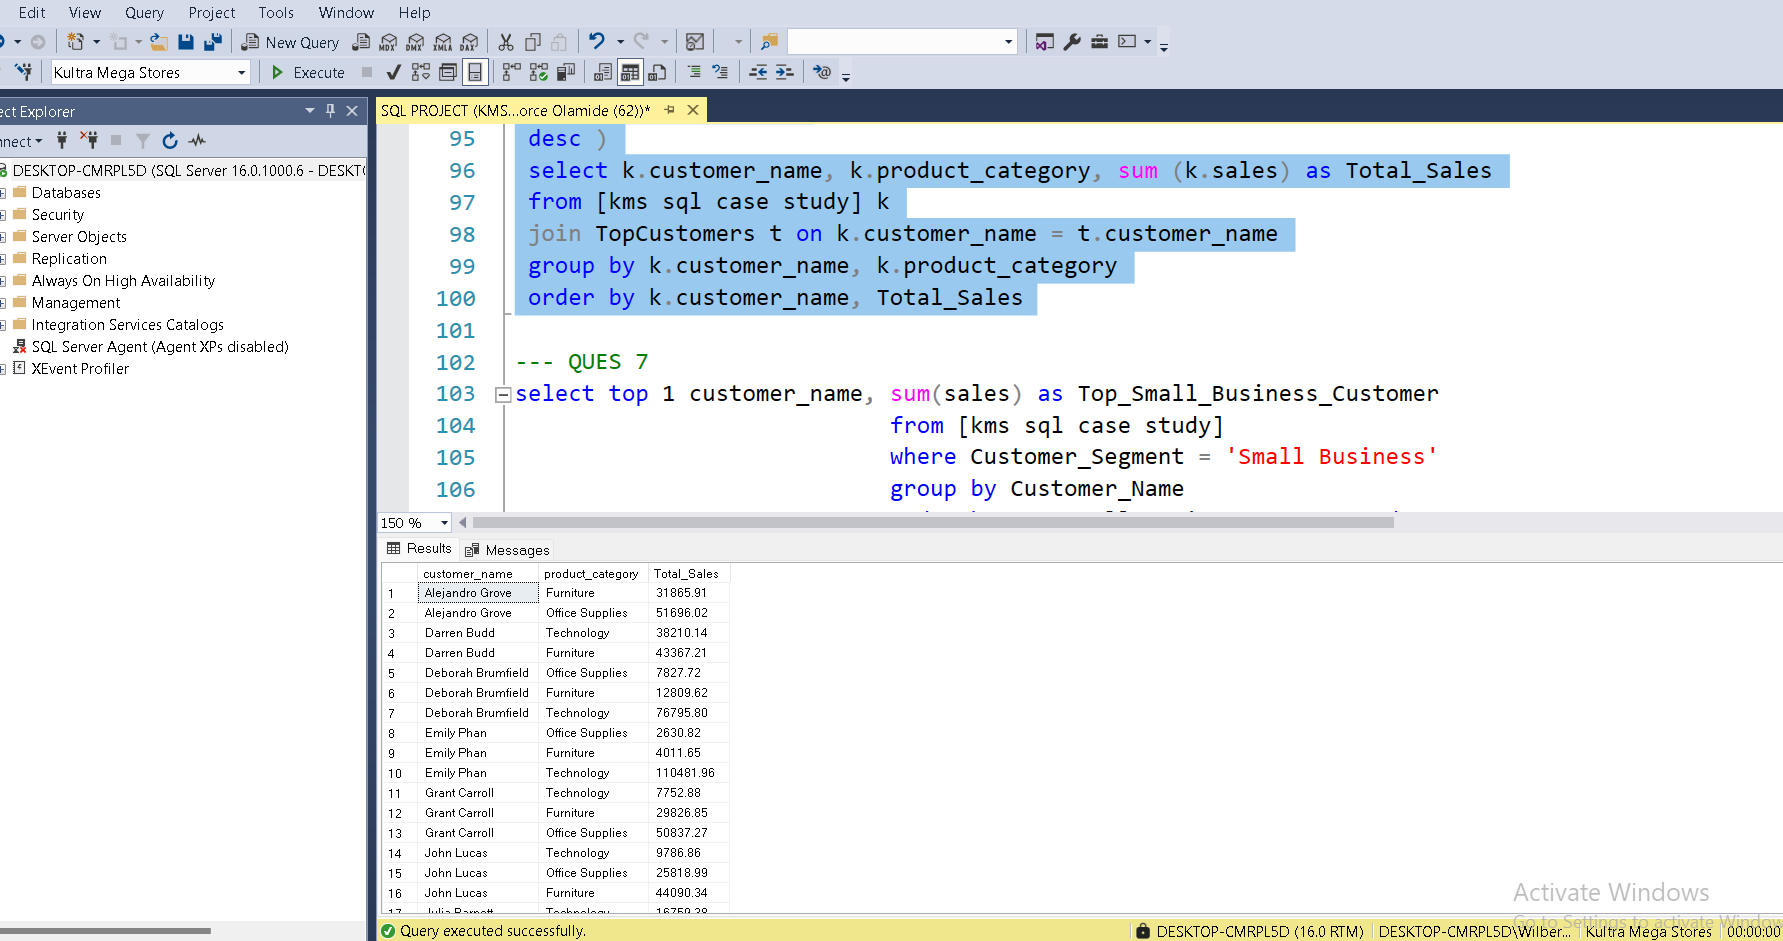 Edit View Query Project Tools Window Help
New Query MDX DMX XMLA DAX
Kultra Mega Stores Execute
ect Explorer
SQL PROJECT (KMS...orce Olamide (62))*
nnect
DESKTOP-CMRPL5D (SQL Server 16.0.1000.6 - DESKT
Databases
Security
Server Objects
Replication
Always On High Availability
Management
Integration Services Catalogs
SQL Server Agent (Agent XPs disabled)
XEvent Profiler
95 desc )
96 select k.customer_name, k.product_category, sum (k.sales) as Total_Sales
97 from [kms sql case study] k
98 join TopCustomers t on k.customer_name = t.customer_name
99 group by k.customer_name, k.product_category
100 order by k.customer_name, Total_Sales
101
102 --- QUES 7
103 select top 1 customer_name, sum(sales) as Top_Small_Business_Customer
104 from [kms sql case study]
105 where Customer_Segment = 'Small Business'
106 group by Customer_Name
150 %
Results Messages
customer_name product_category Total_Sales
1 Alejandro Grove Furniture 31865.91
2 Alejandro Grove Office Supplies 51696.02
3 Darren Budd Technology 38210.14
4 Darren Budd Furniture 43367.21
5 Deborah Brumfield Office Supplies 7827.72
6 Deborah Brumfield Furniture 12809.62
7 Deborah Brumfield Technology 76795.80
8 Emily Phan Office Supplies 2630.82
9 Emily Phan Furniture 4011.65
10 Emily Phan Technology 110481.96
11 Grant Carroll Technology 7752.88
12 Grant Carroll Furniture 29826.85
13 Grant Carroll Office Supplies 50837.27
14 John Lucas Technology 9786.86
15 John Lucas Office Supplies 25818.99
16 John Lucas Furniture 44090.34
17 Julia Barnett Technology 16759.38
Activate Windows
Go to Settings to activate Window
Query executed successfully. DESKTOP-CMRPL5D (16.0 RTM) DESKTOP-CMRPL5D\Wilber... Kultra Mega Stores 00:00:00